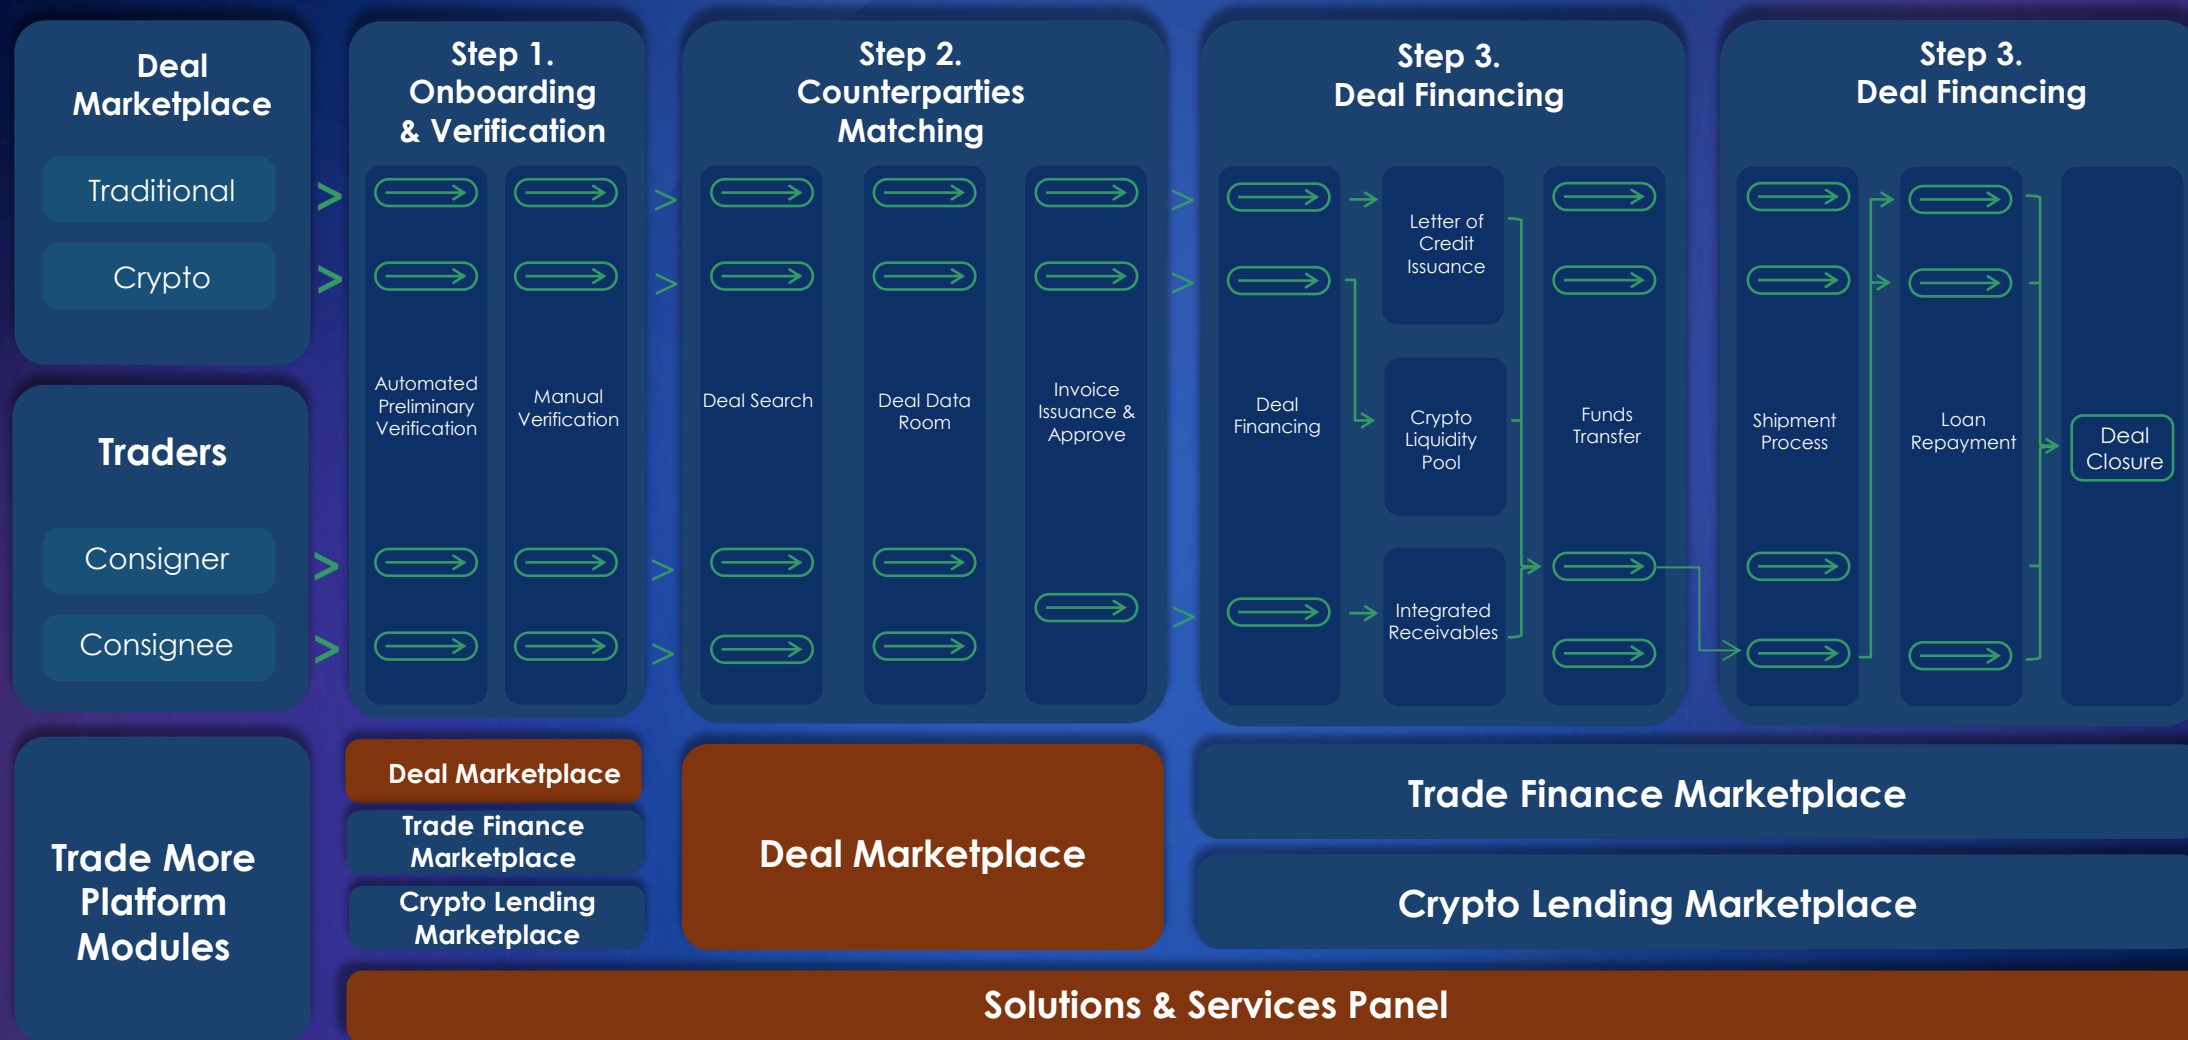 Deal
Marketplace
Traditional
Crypto
Traders
Consigner
Consignee
Step 1.
Onboarding
& Verification
Automated
Preliminary
Verification
Manual
Verification
Step 2.
Counterparties
Matching
Deal Search
Deal Data
Room
Invoice
Issuance &
Approve
Step 3.
Deal Financing
Deal
Financing
Letter of
Credit
Issuance
Crypto
Liquidity
Pool
Integrated
Receivables
Funds
Transfer
Step 3.
Deal Financing
Shipment
Process
Loan
Repayment
Deal
Closure
Trade More
Platform
Modules
Deal Marketplace
Trade Finance
Marketplace
Crypto Lending
Marketplace
Deal Marketplace
Trade Finance Marketplace
Crypto Lending Marketplace
Solutions & Services Panel